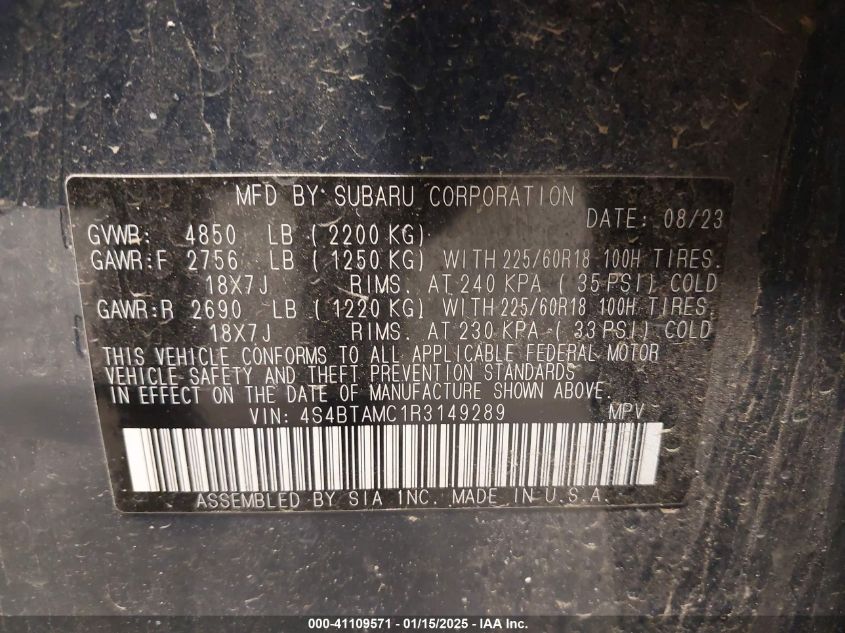 MFD BY SUBARU CORPORATION
DATE: 08/23
GVWR: 4850 LB ( 2200 KG)
GAWR:F 2756 LB ( 1250 KG) WITH 225/60R18 100H TIRES.
18X7J RIMS. AT 240 KPA ( 35 PSI) COLD
GAWR:R 2690 LB ( 1220 KG) WITH 225/60R18 100H TIRES.
18X7J RIMS. AT 230 KPA ( 33 PSI) COLD
THIS VEHICLE CONFORMS TO ALL APPLICABLE FEDERAL MOTOR
VEHICLE SAFETY AND THEFT PREVENTION STANDARDS
IN EFFECT ON THE DATE OF MANUFACTURE SHOWN ABOVE.
VIN: 4S4BTAMC1R3149289 MPV
ASSEMBLED BY SIA INC. MADE IN U.S.A.
000-41109571 - 01/15/2025 - IAA Inc.